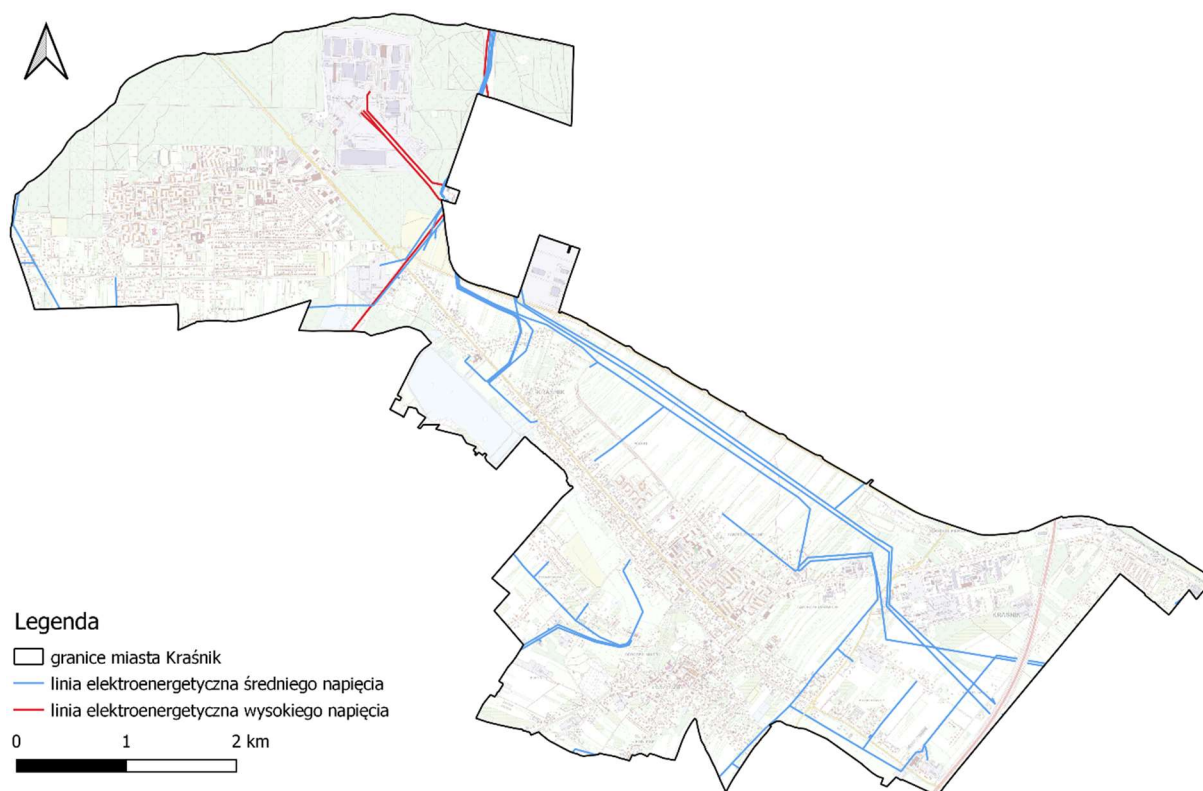 Legenda
granice miasta Kraśnik
linia elektroenergetyczna średniego napięcia
linia elektroenergetyczna wysokiego napięcia
0 1 2 km